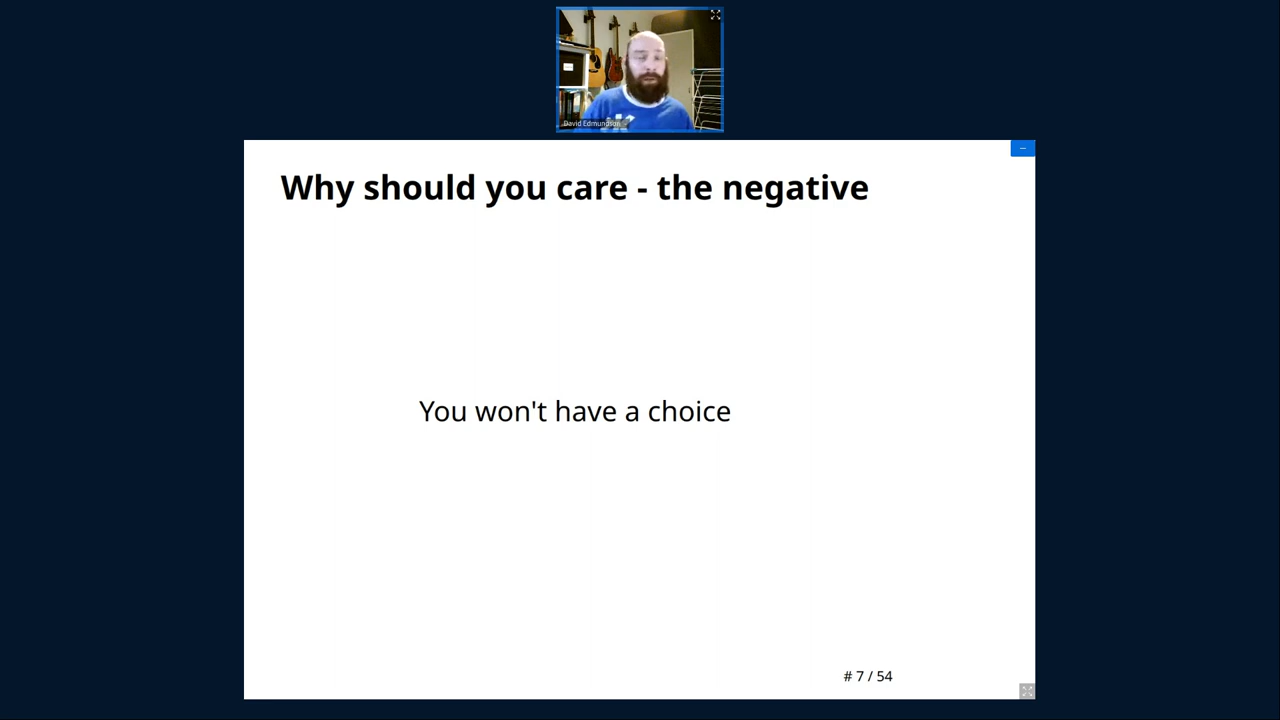 David Edmundson
Why should you care - the negative
You won't have a choice
# 7 / 54